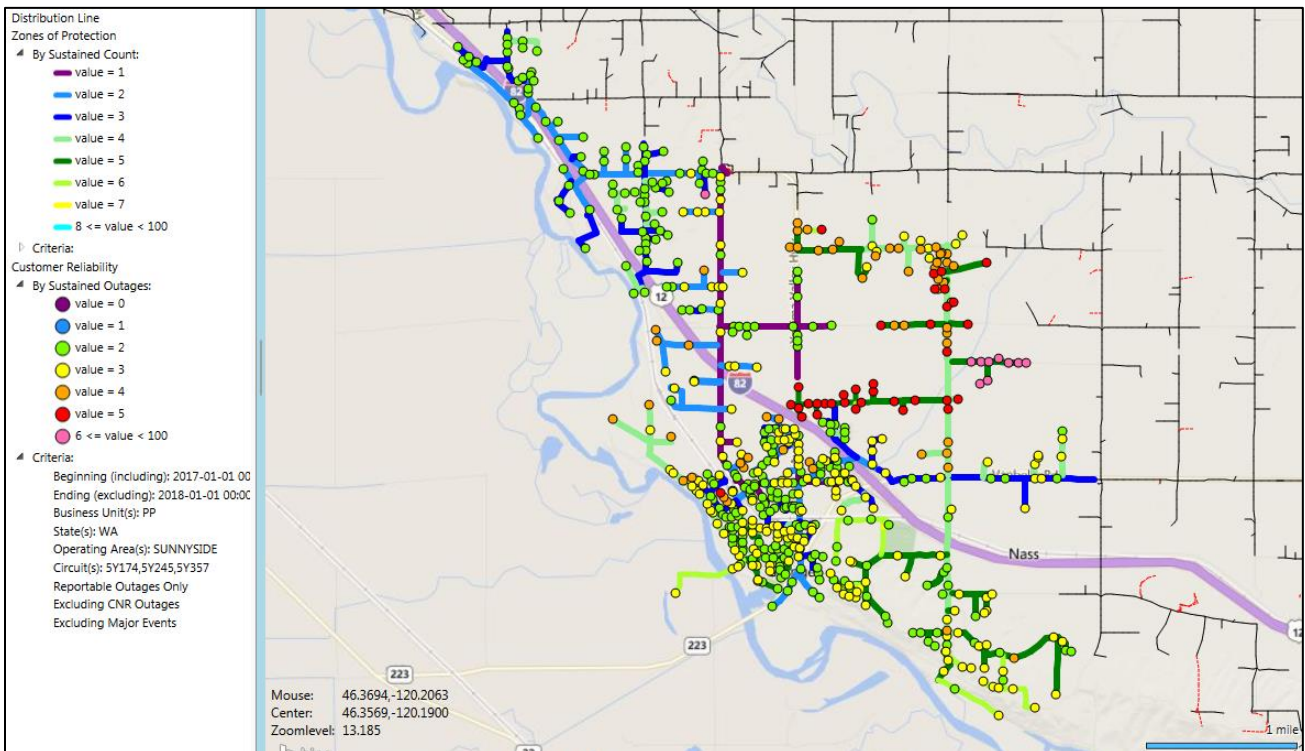 Distribution Line
Zones of Protection
By Sustained Count:
value = 1
value = 2
value = 3
value = 4
value = 5
value = 6
value = 7
8 <= value < 100
Criteria:
Customer Reliability
By Sustained Outages:
value = 0
value = 1
value = 2
value = 3
value = 4
value = 5
6 <= value < 100
Criteria:
Beginning (including): 2017-01-01 00
Ending (excluding): 2018-01-01 00:00
Business Unit(s): PP
State(s): WA
Operating Area(s): SUNNYSIDE
Circuit(s): 5Y174,5Y245,5Y357
Reportable Outages Only
Excluding CNR Outages
Excluding Major Events
12
82
Nass
12
223
223
22
Mouse: 46.3694,-120.2063
Center: 46.3569,-120.1900
Zoomlevel: 13.185
1 mile